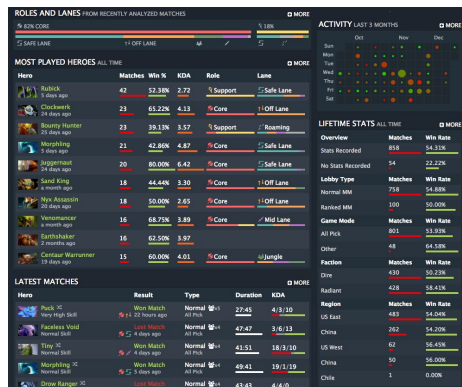 ROLES AND LANES FROM RECENTLY ANALYZED MATCHES
MORE
82% CORE
18%
SAFE LANE
OFF LANE
MOST PLAYED HEROES ALL TIME
MORE
Hero Matches Win % KDA Role Lane
Rubick 42 52.38% 2.72 Support Safe Lane
5 days ago
Clockwerk 23 65.22% 4.13 Core Off Lane
24 days ago
Bounty Hunter 23 39.13% 3.57 Support Roaming
25 days ago
Morphling 21 42.86% 4.87 Core Safe Lane
5 days ago
Juggernaut 20 80.00% 6.42 Core Safe Lane
24 days ago
Sand King 18 44.44% 3.30 Core Off Lane
a month ago
Nyx Assassin 18 50.00% 2.65 Core Off Lane
20 days ago
Venomancer 16 68.75% 3.89 Core Mid Lane
a month ago
Earthshaker 16 62.50% 3.97
2 months ago
Centaur Warrunner 15 60.00% 4.01 Core Jungle
19 days ago
LATEST MATCHES
MORE
Hero Result Type Duration KDA
Puck Won Match Normal x4 27:45 4/3/10
Very High Skill 22 hours ago All Pick
Faceless Void Lost Match Normal 47:47 3/6/13
Normal Skill 4 days ago All Pick
Tiny Won Match Normal 41:51 18/3/10
Normal Skill 4 days ago All Pick
Morphling Won Match Normal 49:41 19/1/19
Normal Skill 5 days ago All Pick
Drow Ranger Lost Match Normal 43:43 4/4/0
ACTIVITY LAST 3 MONTHS
Oct Nov Dec
Sun
Mon
Tue
Wed
Thu
Fri
Sat
LIFETIME STATS ALL TIME
MORE
Overview Matches Win Rate
Stats Recorded 858 54.31%
No Stats Recorded 54 22.22%
Lobby Type Matches Win Rate
Normal MM 758 54.88%
Ranked MM 100 50.00%
Game Mode Matches Win Rate
All Pick 801 53.93%
Other 48 64.58%
Faction Matches Win Rate
Dire 430 50.23%
Radiant 428 58.41%
Region Matches Win Rate
US East 483 54.04%
China 262 54.20%
US West 62 56.45%
China 50 56.00%
Chile 1 0.00%